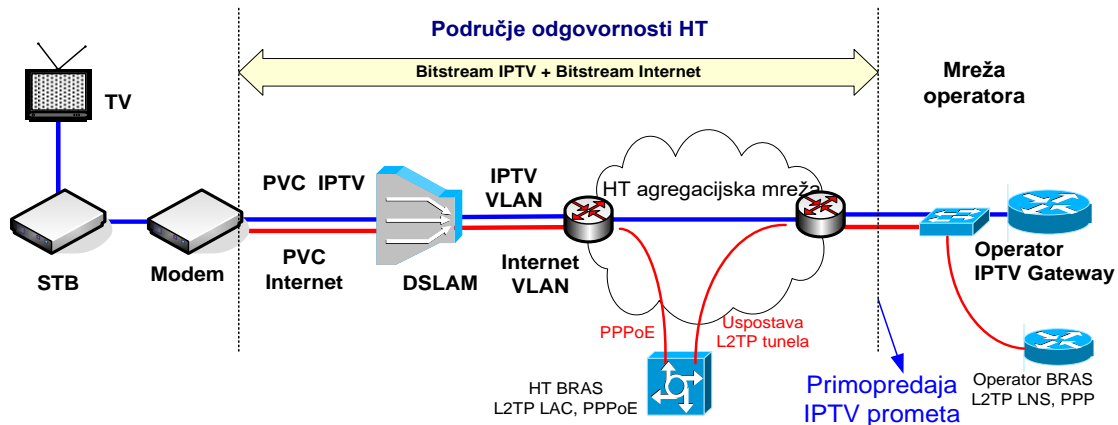 Područje odgovornosti HT
Bitstream IPTV + Bitstream Internet
Mreža
operatora
TV
PVC IPTV
IPTV
VLAN
HT agregacijska mreža
STB
Modem
PVC
Internet
DSLAM
Internet
VLAN
Operator
IPTV Gateway
PPPoE
Uspostava
L2TP tunela
HT BRAS
L2TP LAC, PPPoE
Primopredaja
IPTV prometa
Operator BRAS
L2TP LNS, PPP